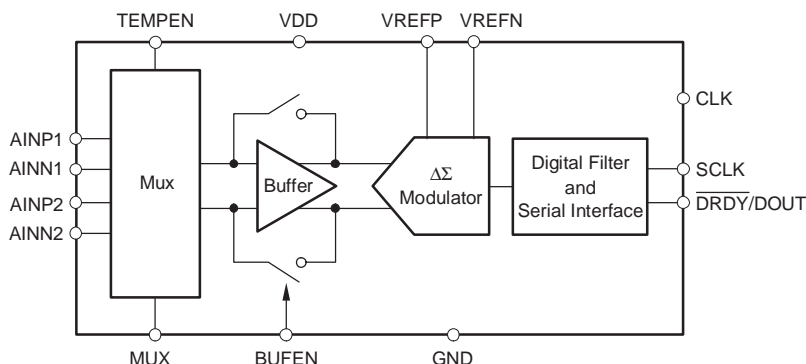 TEMPEN
VDD
VREFP
VREFN
CLK
AINP1
AINN1
AINP2
AINN2
Mux
Buffer
ΔΣ
Modulator
Digital Filter
and
Serial Interface
SCLK
DRDY/DOUT
MUX
BUFEN
GND